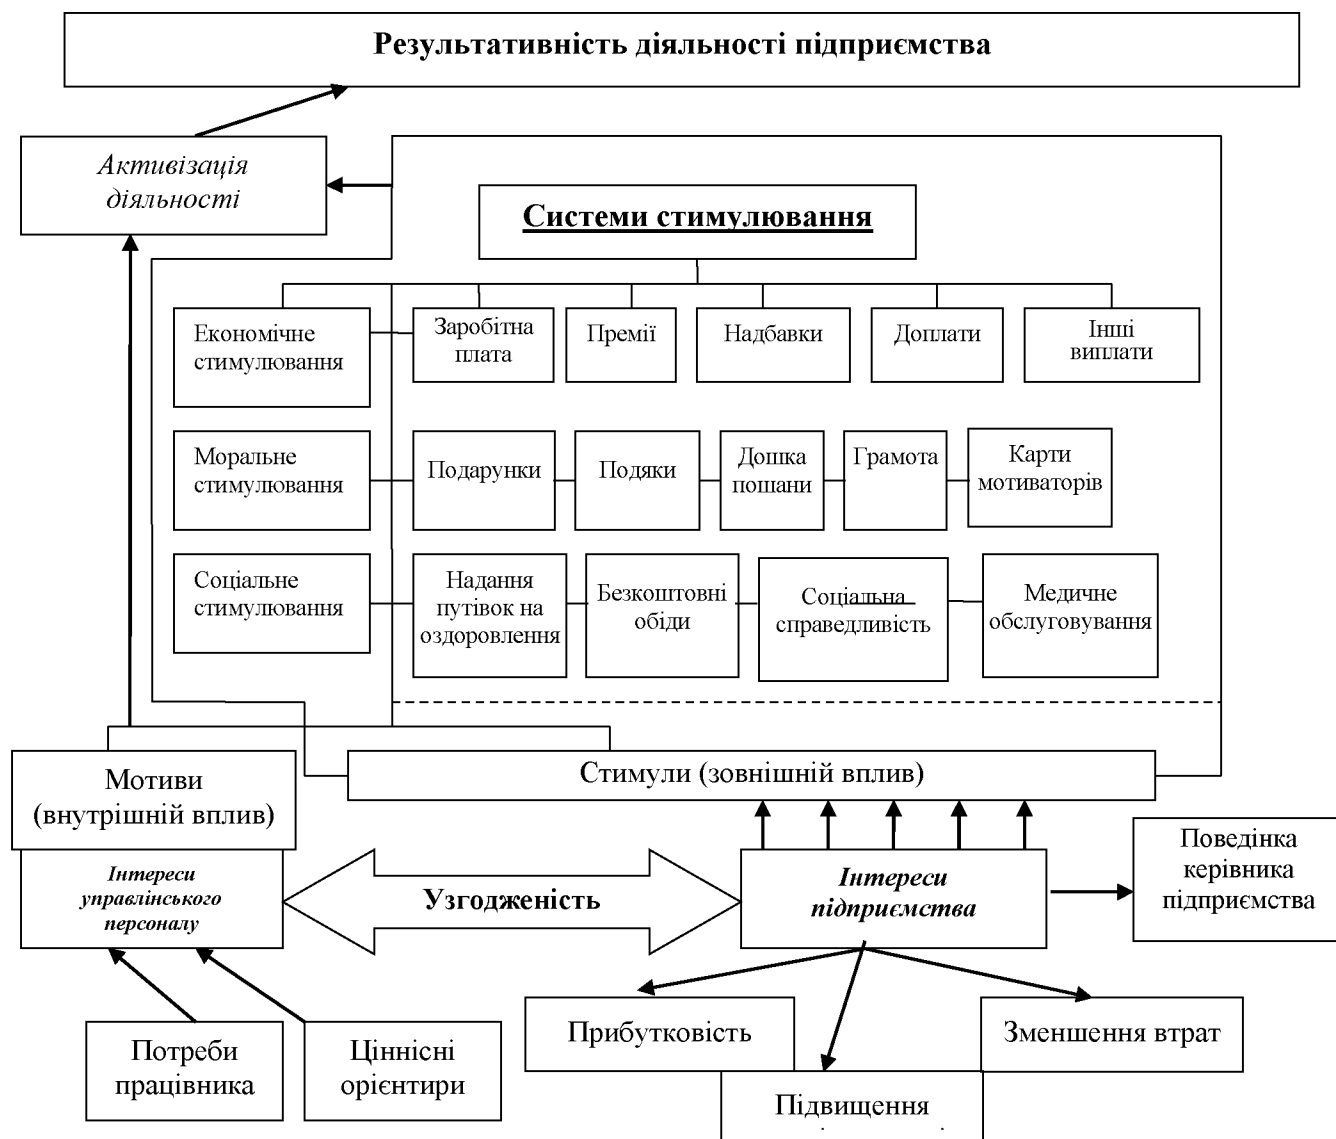 Результативність діяльності підприємства
Активізація
діяльності
Системи стимулювання
Економічне
стимулювання
Заробітна
плата
Премії
Надбавки
Доплати
Інші
виплати
Моральне
стимулювання
Подарунки
Подяки
Дошка
пошани
Грамота
Карти
мотиваторів
Соціальне
стимулювання
Надання
путівок на
оздоровлення
Безкоштовні
обіди
Соціальна
справедливість
Медичне
обслуговування
Мотиви
(внутрішній вплив)
Стимули (зовнішній вплив)
Інтереси
управлінського
персоналу
Узгодженість
Інтереси
підприємства
Поведінка
керівника
підприємства
Потреби
працівника
Ціннісні
орієнтири
Прибутковість
Зменшення втрат
Підвищення